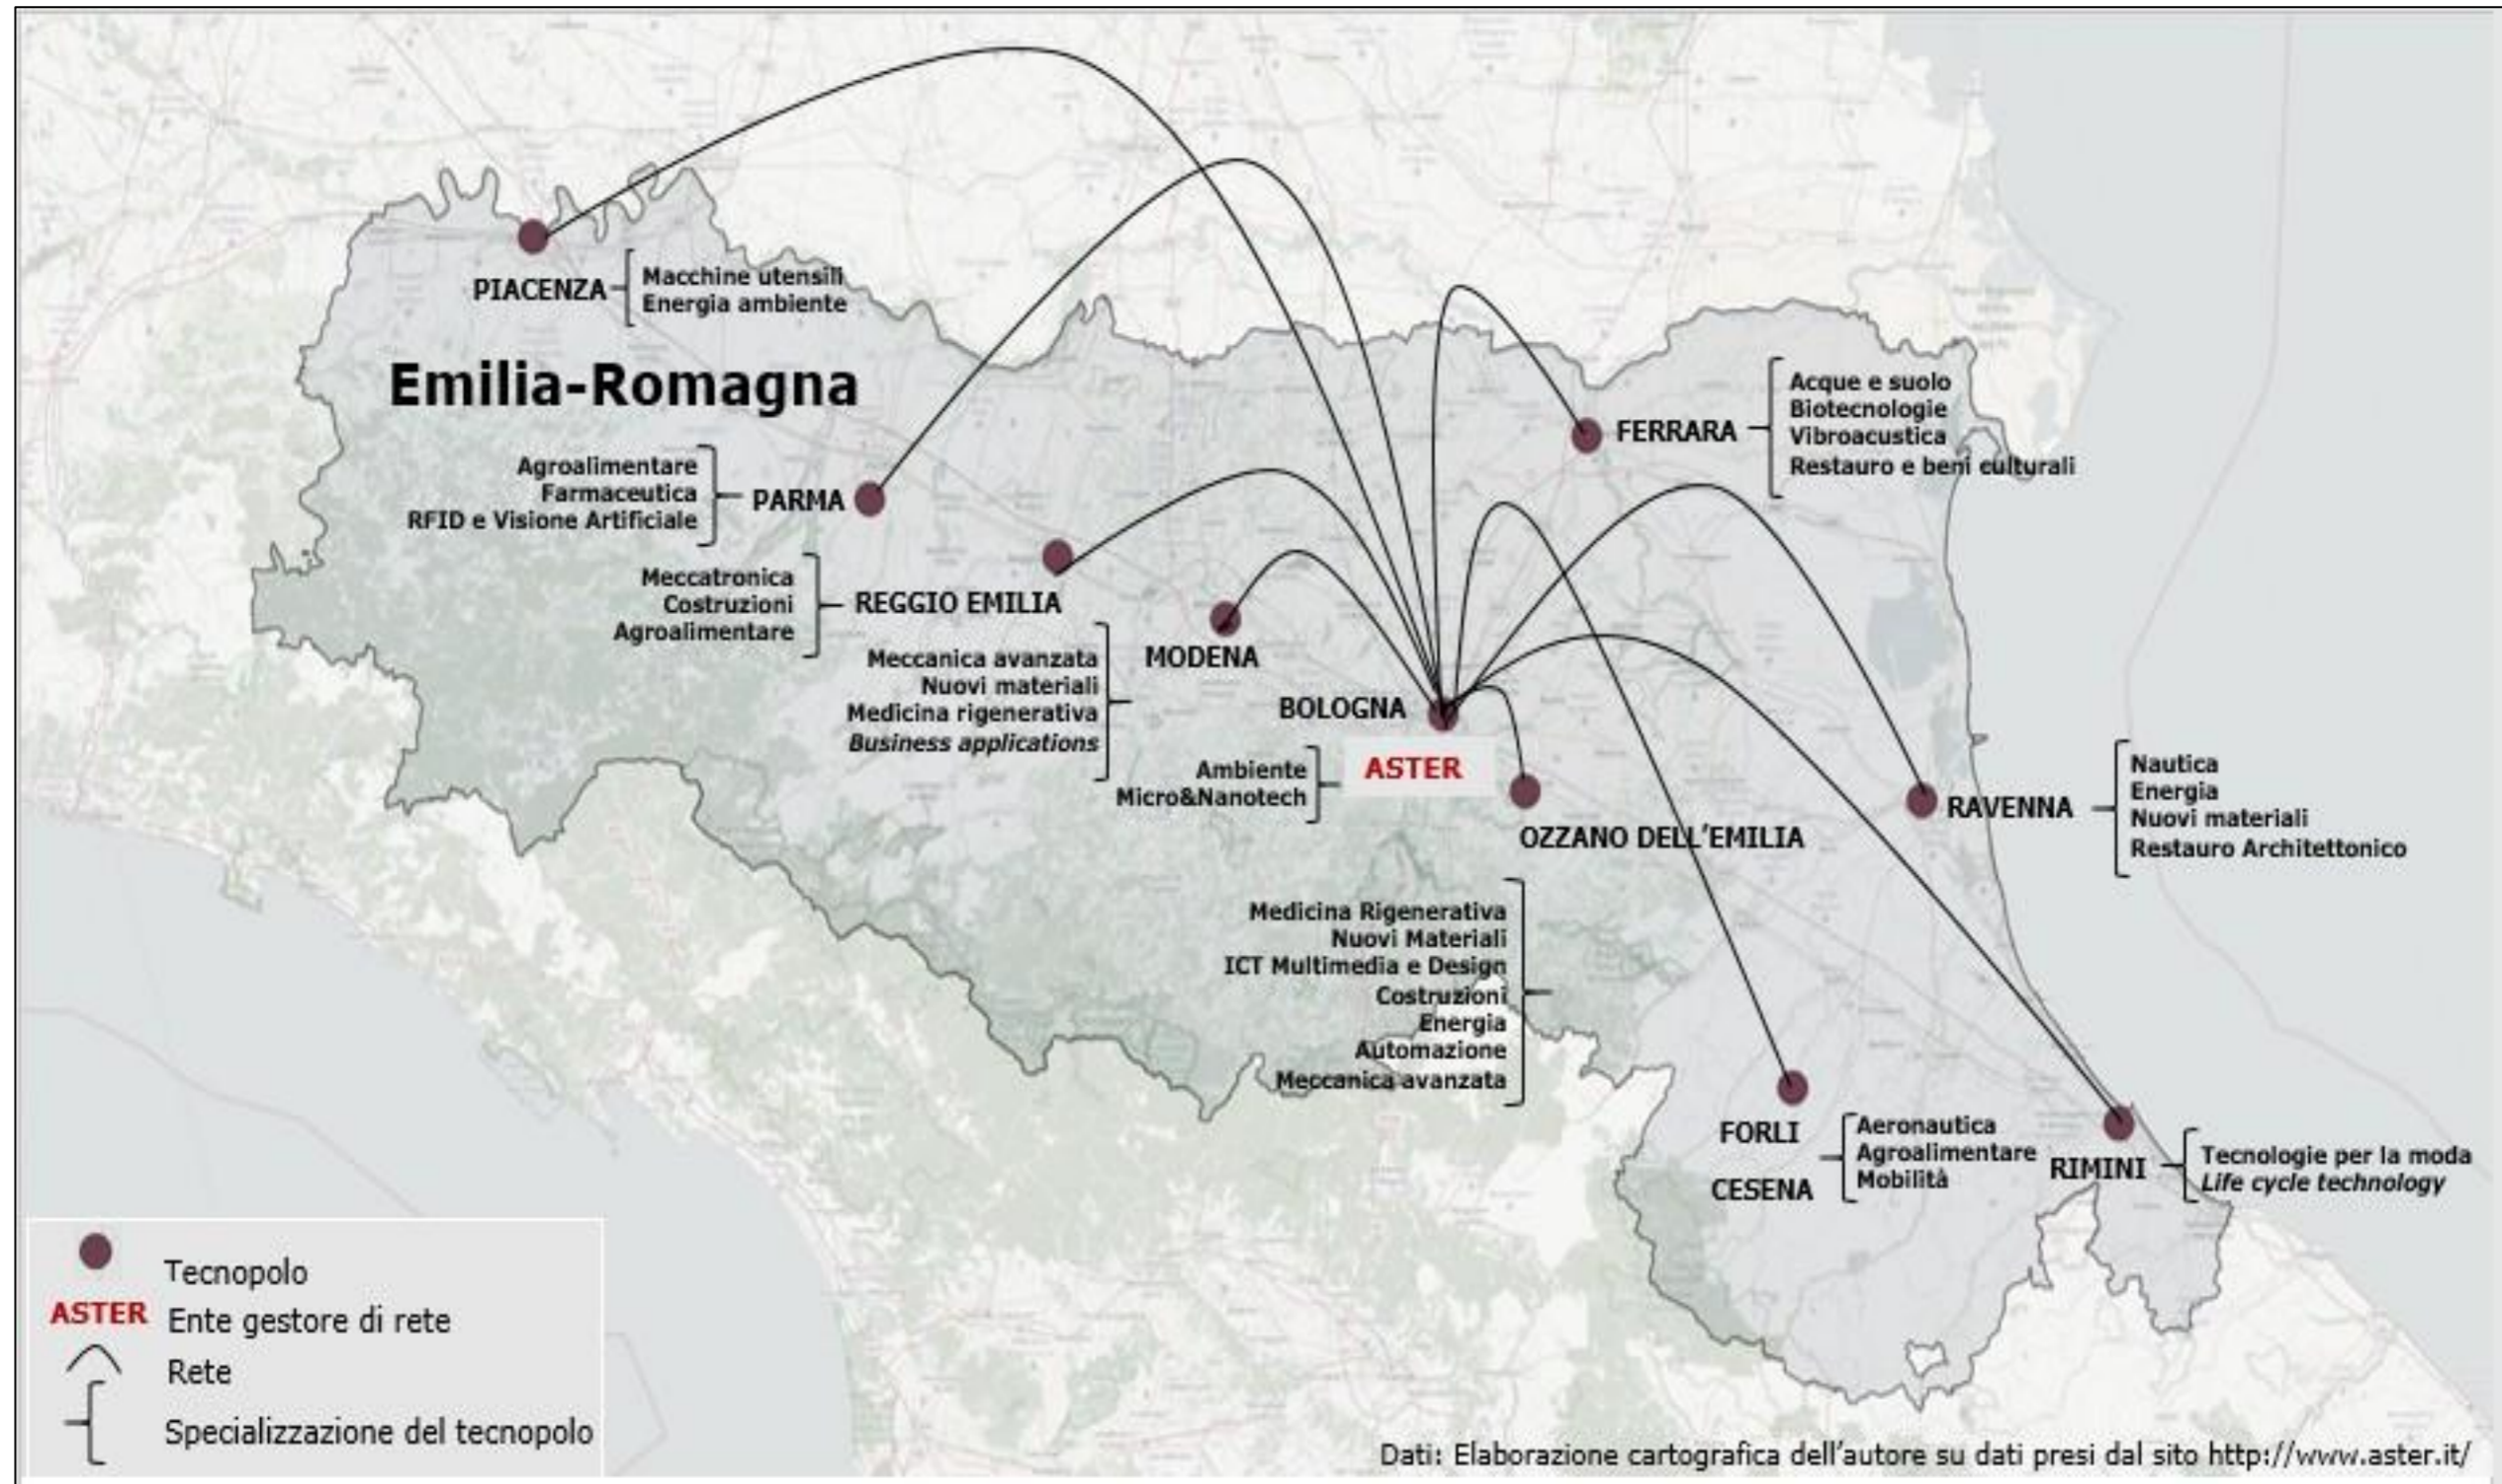 PIACENZA
Macchine utensili
Energia ambiente
Emilia-Romagna
Acque e suolo
Biotecnologie
Vibroacustica
Restauro e beni culturali
FERRARA
Agroalimentare
Farmaceutica
RFID e Visione Artificiale
PARMA
Meccatronica
Costruzioni
Agroalimentare
REGGIO EMILIA
Meccanica avanzata
Nuovi materiali
Medicina rigenerativa
Business applications
MODENA
BOLOGNA
ASTER
Ambiente
Micro&Nanotech
OZZANO DELL'EMILIA
RAVENNA
Nautica
Energia
Nuovi materiali
Restauro Architettonico
Medicina Rigenerativa
Nuovi Materiali
ICT Multimedia e Design
Costruzioni
Energia
Automazione
Meccanica avanzata
FORLI
CESENA
Aeronautica
Agroalimentare
Mobilità
RIMINI
Tecnologie per la moda
Life cycle technology
Tecnopolo
ASTER Ente gestore di rete
Rete
Specializzazione del tecnopolo
Dati: Elaborazione cartografica dell'autore su dati presi dal sito http://www.aster.it/